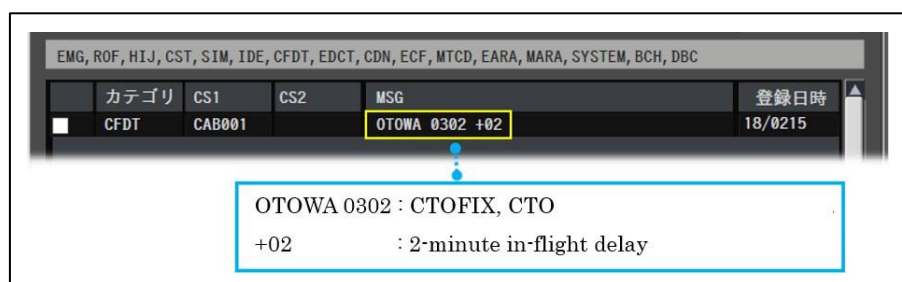 EMG, ROF, HIJ, CST, SIM, IDE, CFDT, EDCT, CDN, ECF, MTCD, EARA, MARA, SYSTEM, BCH, DBC
カテゴリ CS1 CS2 MSG 登録日時
CFDT CAB001 OTOWA 0302 +02 18/0215
OTOWA 0302 : CTOFIX, CTO
+02 : 2-minute in-flight delay